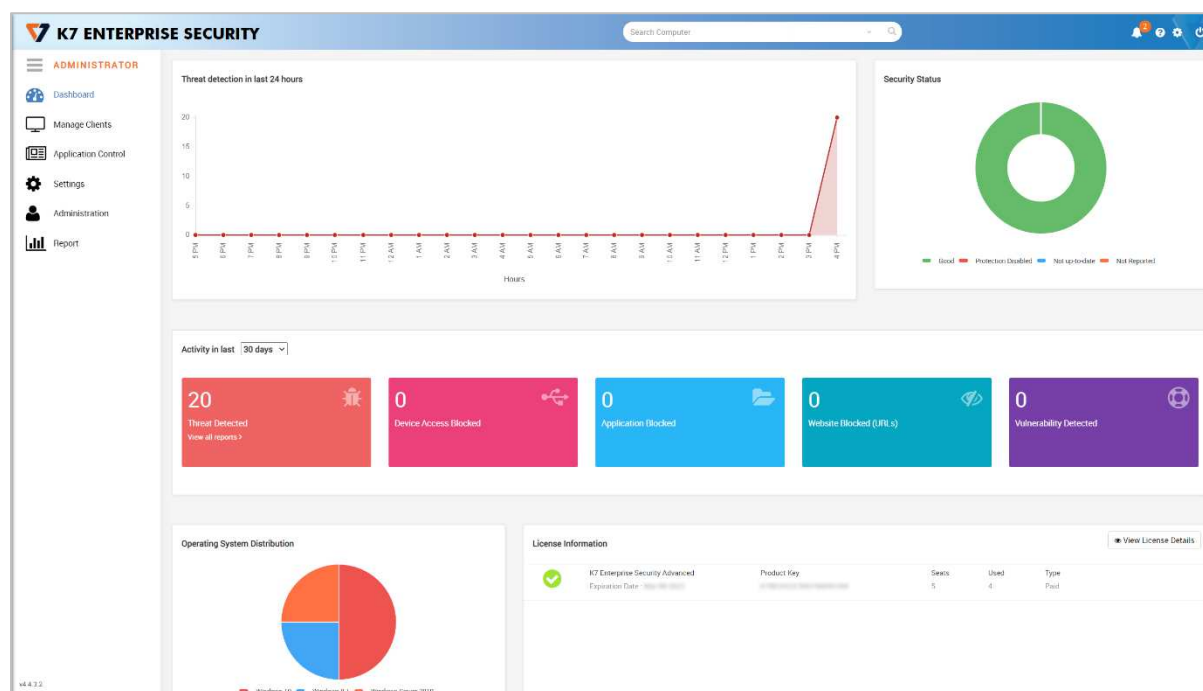 K7 ENTERPRISE SECURITY
Search Computer
ADMINISTRATOR
Dashboard
Manage Clients
Application Control
Settings
Administration
Report
Threat detection in last 24 hours
20
15
10
5
0
5 PM
6 PM
7 PM
8 PM
9 PM
10 PM
11 PM
12 AM
1 AM
2 AM
3 AM
4 AM
5 AM
6 AM
7 AM
8 AM
9 AM
10 AM
11 AM
12 PM
1 PM
2 PM
3 PM
4 PM
Hours
Security Status
Good Protection Disabled Not up-to-date Not Reported
Activity in last 30 days
20
Threat Detected
View all reports >
0
Device Access Blocked
0
Application Blocked
0
Website Blocked (URLs)
0
Vulnerability Detected
Operating System Distribution
License Information
View License Details
K7 Enterprise Security Advanced Product Key Seats Used Type
Expiration Date 5 4 Paid
v4.4.2.2